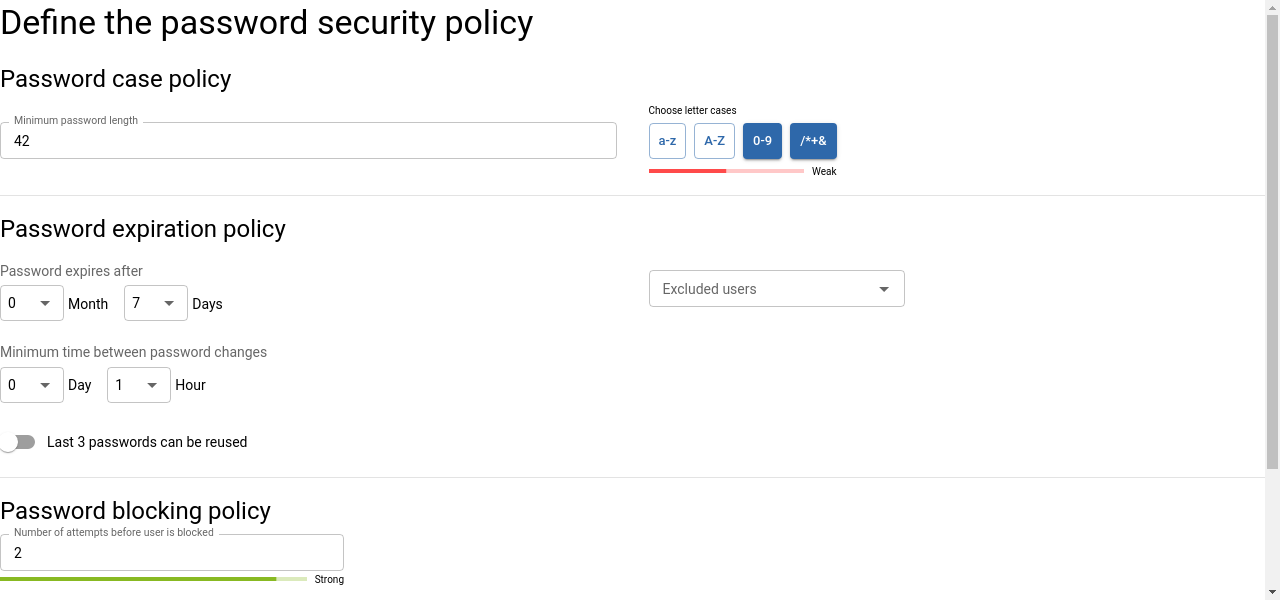 Define the password security policy
Password case policy
Minimum password length
42
Choose letter cases
a-z A-Z 0-9 /*+&
Weak
Password expiration policy
Password expires after
0 Month 7 Days
Excluded users
Minimum time between password changes
0 Day 1 Hour
Last 3 passwords can be reused
Password blocking policy
Number of attempts before user is blocked
2
Strong